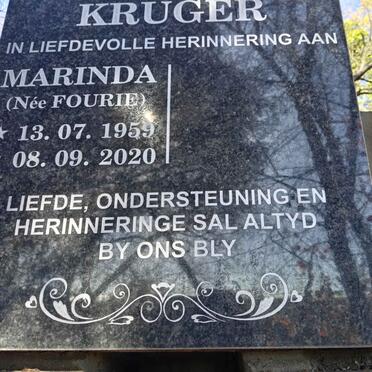 KRUGER
IN LIEFDEVOLLE HERINNERING AAN
MARINDA
(Née FOURIE)
* 13. 07. 1959
08. 09. 2020
LIEFDE, ONDERSTEUNING EN
HERINNERINGE SAL ALTYD
BY ONS BLY